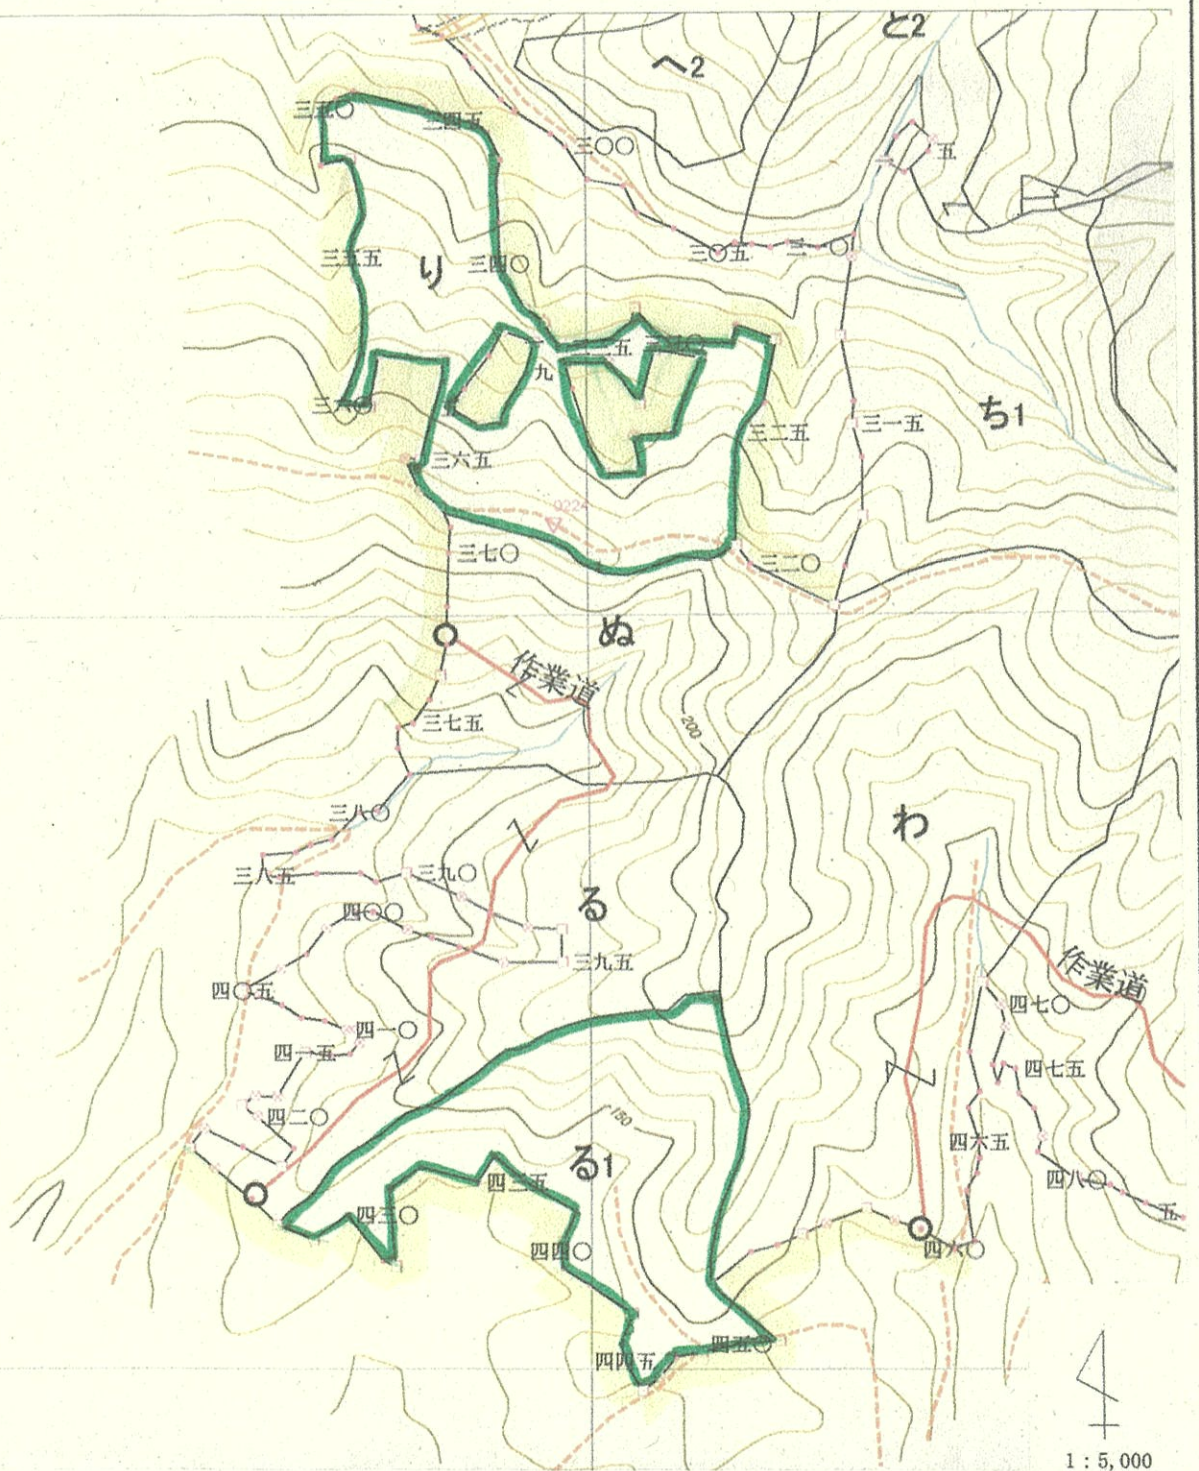 と2
へ2
三五〇
三四五
三〇〇
五
三〇五
三一〇
三五五
り
三四〇
九
三六〇
三二五
三一五
ち1
三六五
0224
三七〇
三二〇
ぬ
作業道
三七五
200
三八〇
わ
三八五
三九〇
る
四〇〇
三九五
作業道
四〇五
四七〇
四一〇
四一五
四七五
四二〇
150
四六五
る1
四三五
四八〇
四三〇
五
四四〇
四六〇
四五〇
四四五
1：5,000